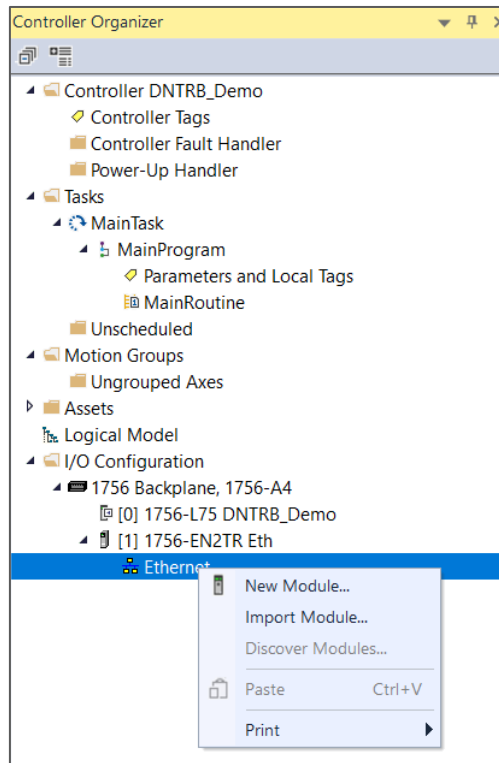 Controller Organizer
Controller DNTRB_Demo
Controller Tags
Controller Fault Handler
Power-Up Handler
Tasks
MainTask
MainProgram
Parameters and Local Tags
MainRoutine
Unscheduled
Motion Groups
Ungrouped Axes
Assets
Logical Model
I/O Configuration
1756 Backplane, 1756-A4
[0] 1756-L75 DNTRB_Demo
[1] 1756-EN2TR Eth
Ethernet
New Module...
Import Module...
Discover Modules...
Paste Ctrl+V
Print